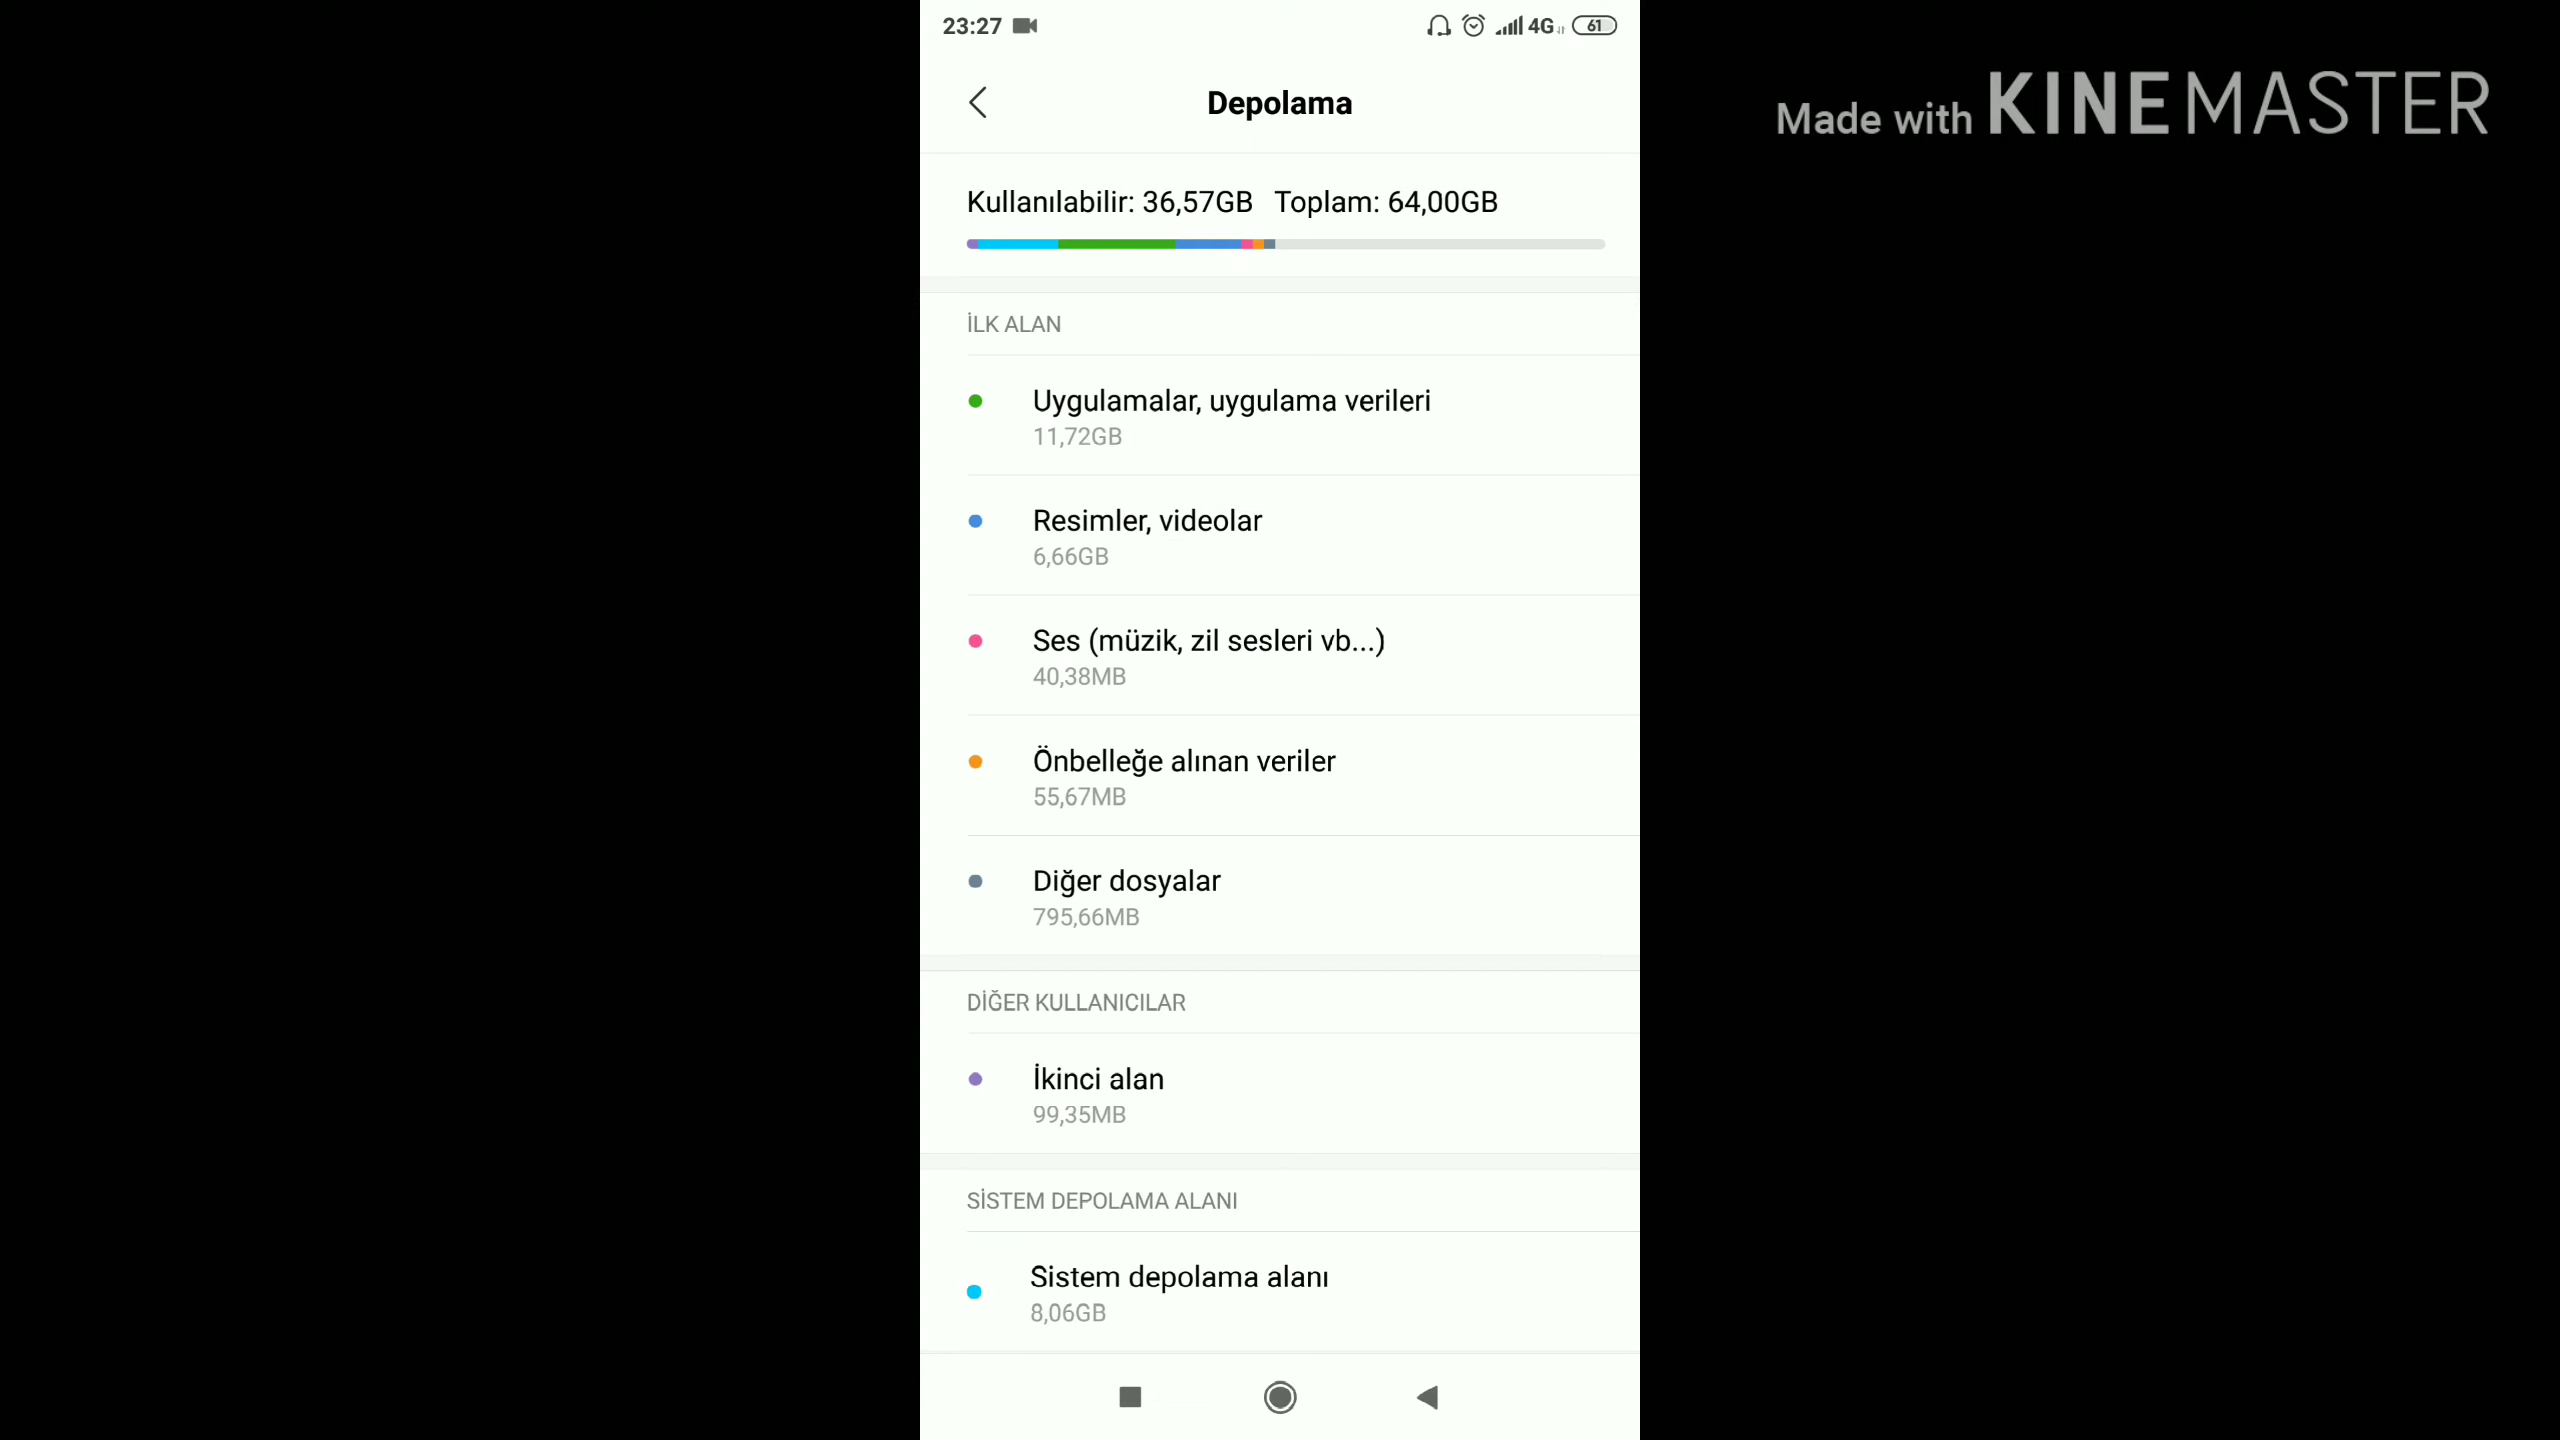 23:27 4G 61
Made with KINEMASTER
Depolama
Kullanılabilir: 36,57GB Toplam: 64,00GB
İLK ALAN
Uygulamalar, uygulama verileri
11,72GB
Resimler, videolar
6,66GB
Ses (müzik, zil sesleri vb...)
40,38MB
Önbelleğe alınan veriler
55,67MB
Diğer dosyalar
795,66MB
DİĞER KULLANICILAR
İkinci alan
99,35MB
SİSTEM DEPOLAMA ALANI
Sistem depolama alanı
8,06GB